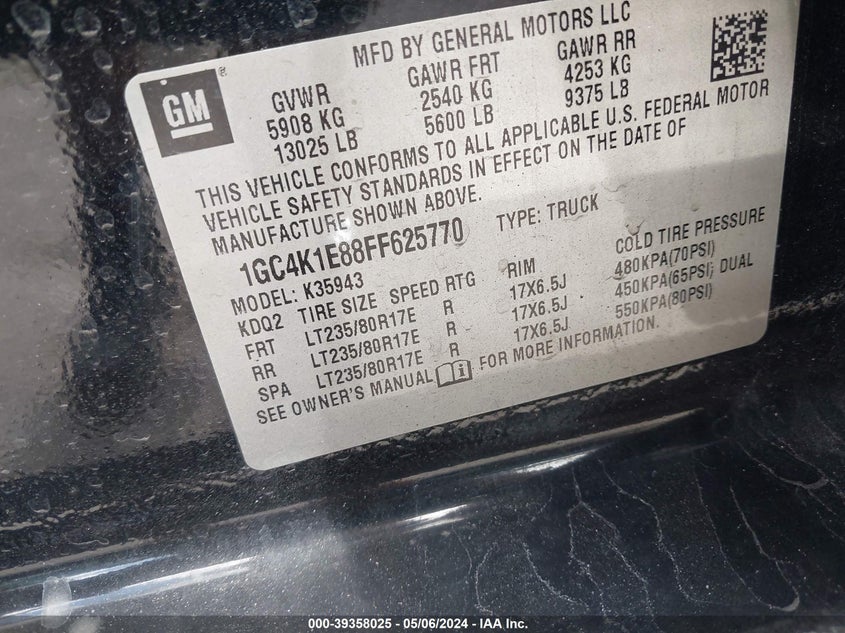 GM
MFD BY GENERAL MOTORS LLC
GVWR GAWR FRT GAWR RR
5908 KG 2540 KG 4253 KG
13025 LB 5600 LB 9375 LB
THIS VEHICLE CONFORMS TO ALL APPLICABLE U.S. FEDERAL MOTOR
VEHICLE SAFETY STANDARDS IN EFFECT ON THE DATE OF
MANUFACTURE SHOWN ABOVE.
1GC4K1E88FF625770 TYPE: TRUCK
MODEL: K35943
KDQ2 TIRE SIZE SPEED RTG RIM COLD TIRE PRESSURE
FRT LT235/80R17E R 17X6.5J 480KPA(70PSI)
RR LT235/80R17E R 17X6.5J 450KPA(65PSI; DUAL
SPA LT235/80R17E R 17X6.5J 550KPA(80PSI)
SEE OWNER'S MANUAL FOR MORE INFORMATION.
000-39358025 - 05/06/2024 - IAA Inc.